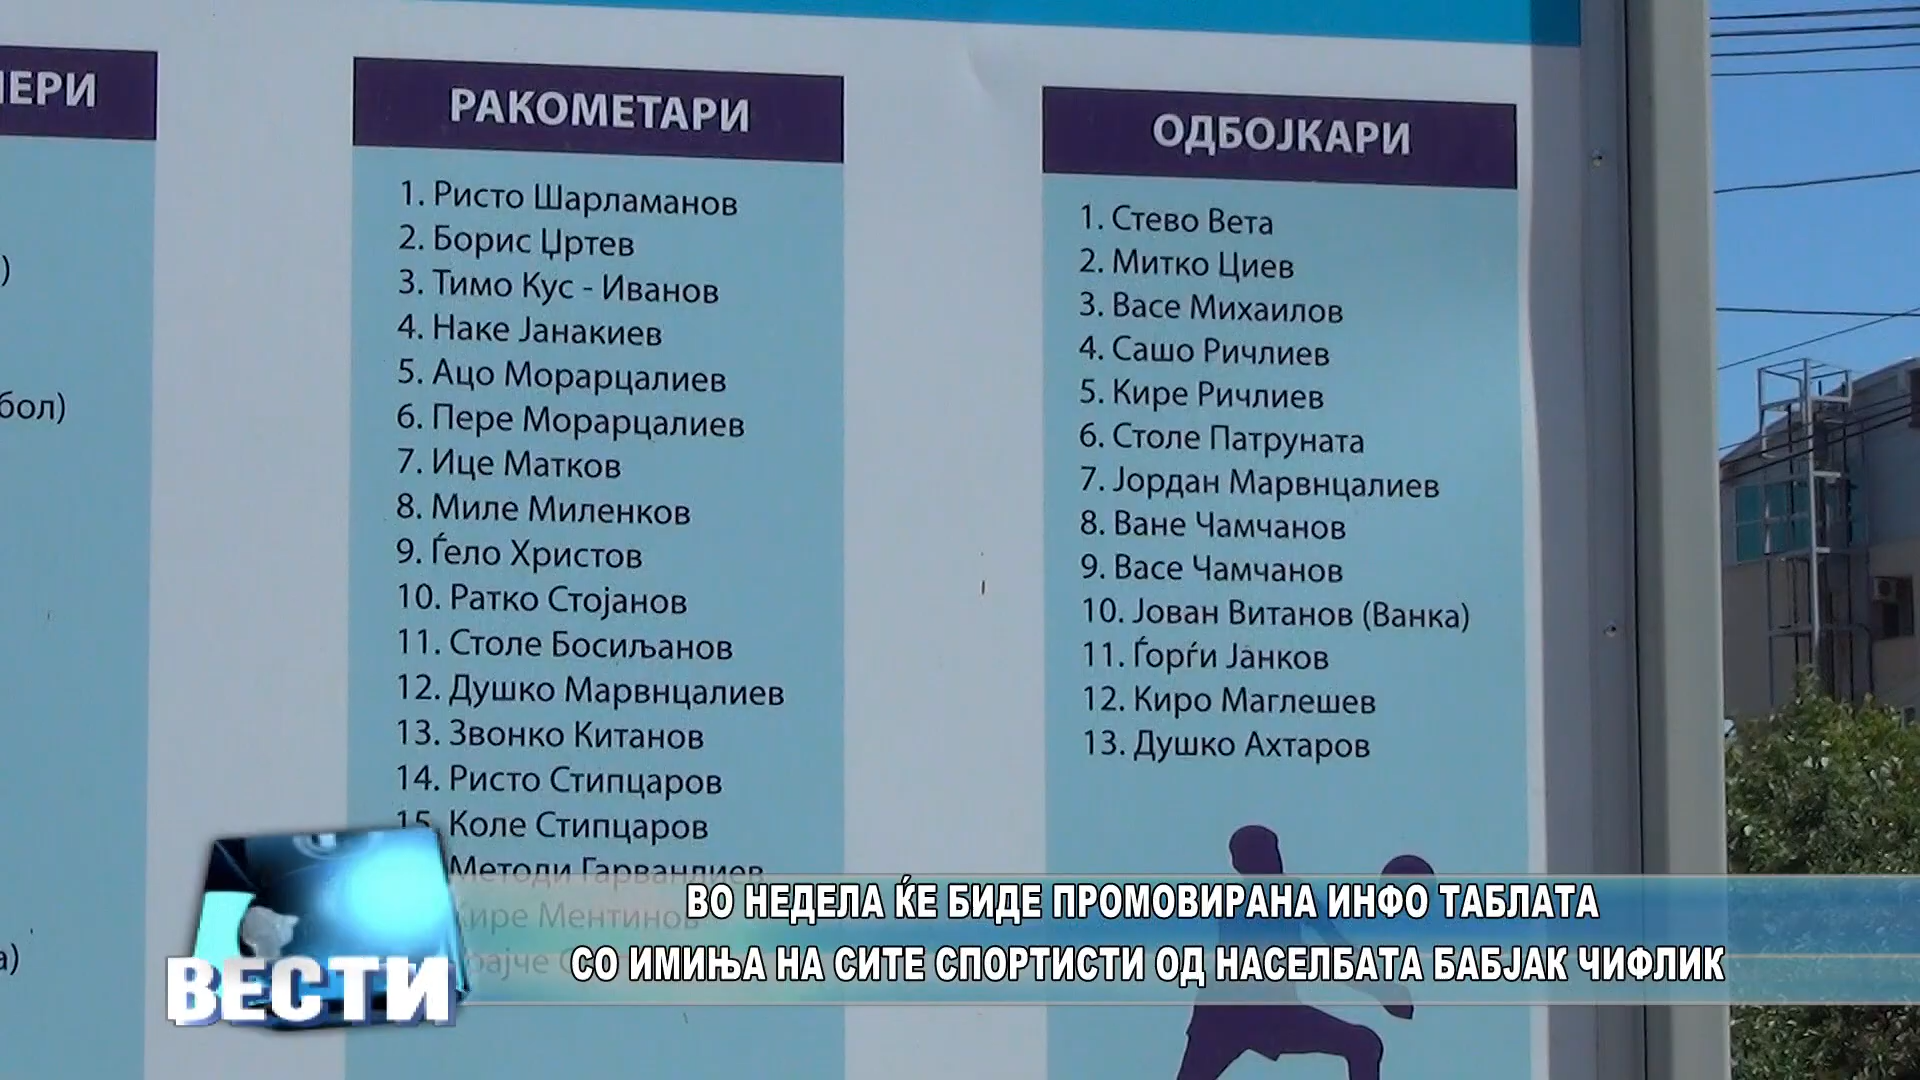 ЕРИ
)
бол)
а)
РАКОМЕТАРИ
1. Ристо Шарламанов
2. Борис Џртев
3. Тимо Кус - Иванов
4. Наке Јанакиев
5. Ацо Морарцалиев
6. Пере Морарцалиев
7. Ице Матков
8. Миле Миленков
9. Ѓело Христов
10. Ратко Стојанов
11. Столе Босиљанов
12. Душко Марвнцалиев
13. Звонко Китанов
14. Ристо Стипцаров
15. Коле Стипцаров
Методи Гарванлиев
Кире Ментинов
ОДБОЈКАРИ
1. Стево Вета
2. Митко Циев
3. Васе Михаилов
4. Сашо Ричлиев
5. Кире Ричлиев
6. Столе Патруната
7. Јордан Марвнцалиев
8. Ване Чамчанов
9. Васе Чамчанов
10. Јован Витанов (Ванка)
11. Ѓорѓи Јанков
12. Киро Маглешев
13. Душко Ахтаров
ВО НЕДЕЛА ЌЕ БИДЕ ПРОМОВИРАНА ИНФО ТАБЛАТА
СО ИМИЊА НА СИТЕ СПОРТИСТИ ОД НАСЕЛБАТА БАБЈАК ЧИФЛИК
ВЕСТИ